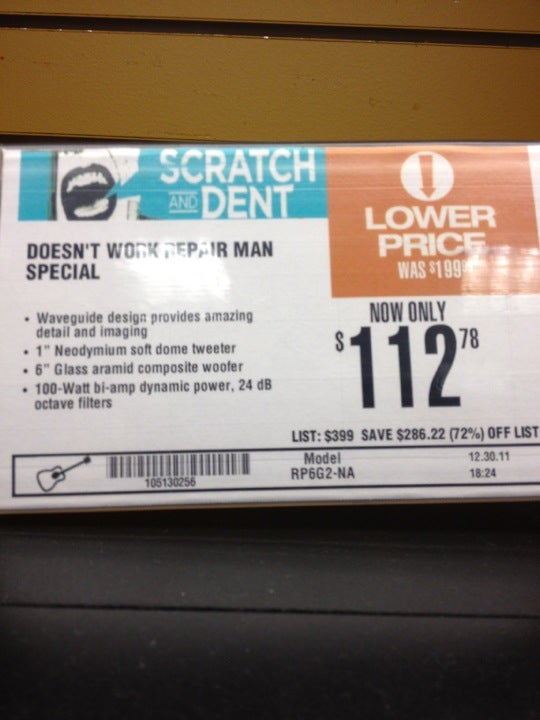 SCRATCH
AND DENT
LOWER
PRICE
WAS $199
DOESN'T WORK REPAIR MAN
SPECIAL
• Waveguide design provides amazing
detail and imaging
• 1" Neodymium soft dome tweeter
• 6" Glass aramid composite woofer
• 100-Watt bi-amp dynamic power, 24 dB
octave filters
NOW ONLY
$112 78
LIST: $399 SAVE $286.22 (72%) OFF LIST
105130256
Model
RP6G2-NA
12.30.11
18:24